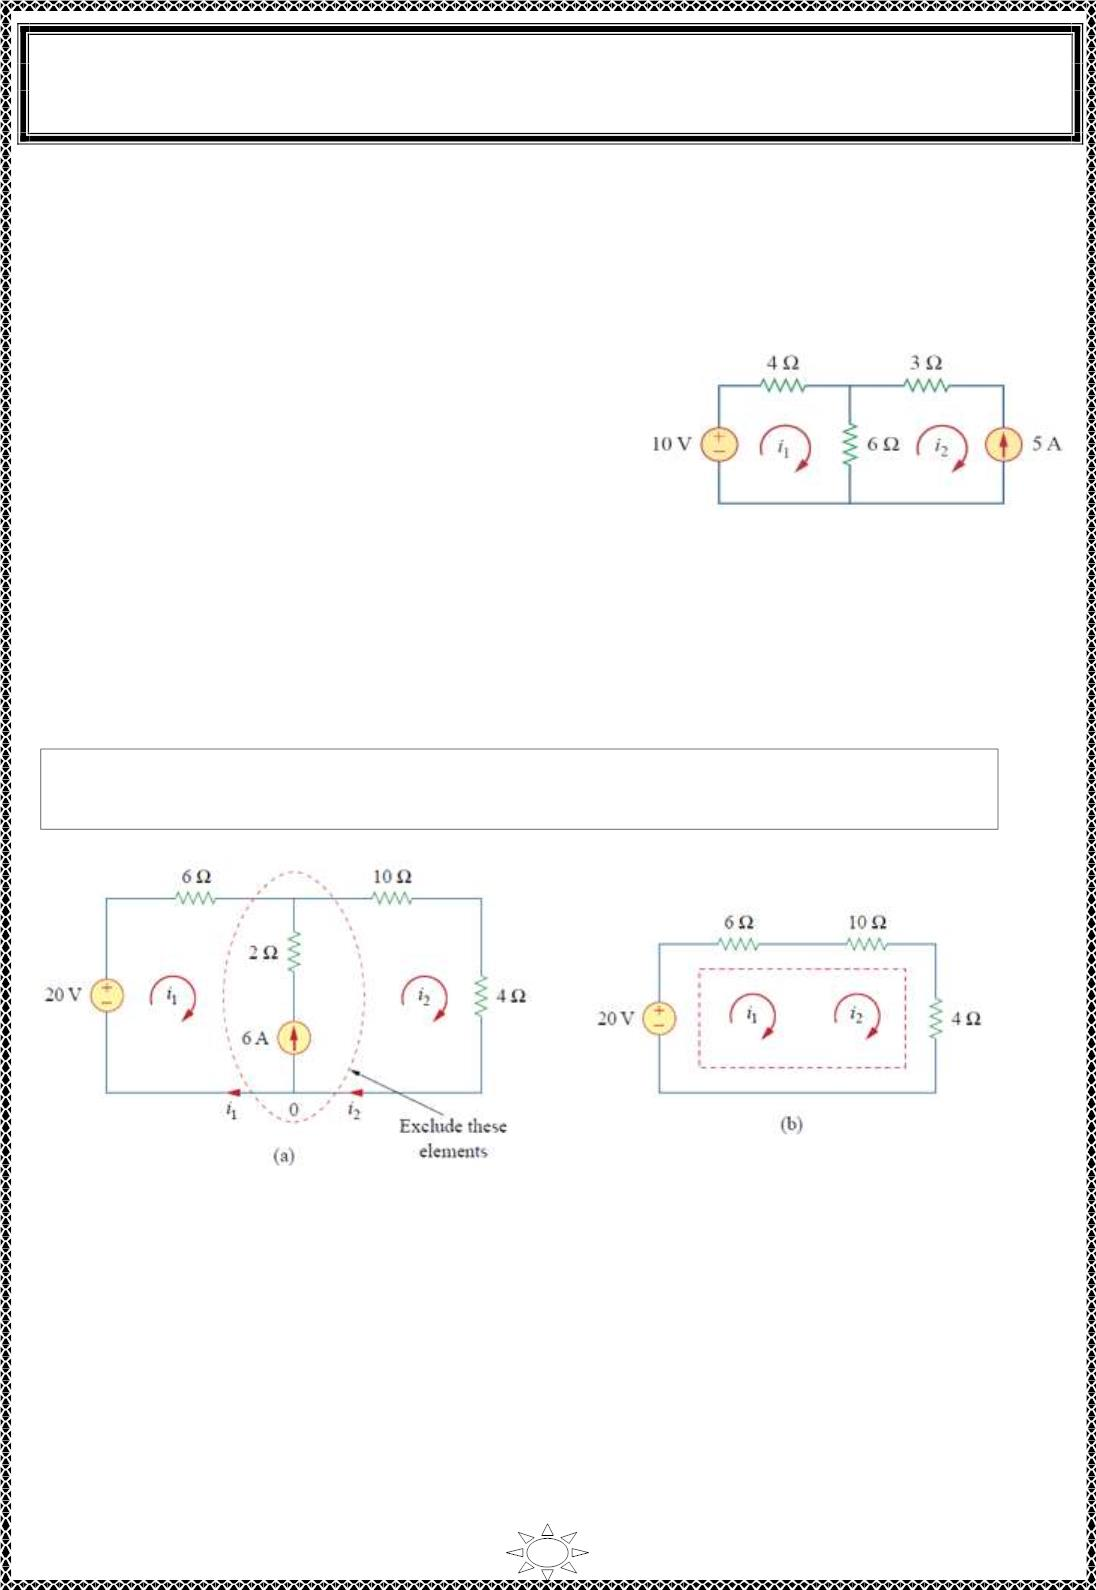 4 Ω 3 Ω
10 V i1 6 Ω i2 5 A
6 Ω 10 Ω
2 Ω
20 V i1 i2 4 Ω
6 A
i1 0 i2
Exclude these
elements
(a)
6 Ω 10 Ω
20 V i1 i2 4 Ω
(b)